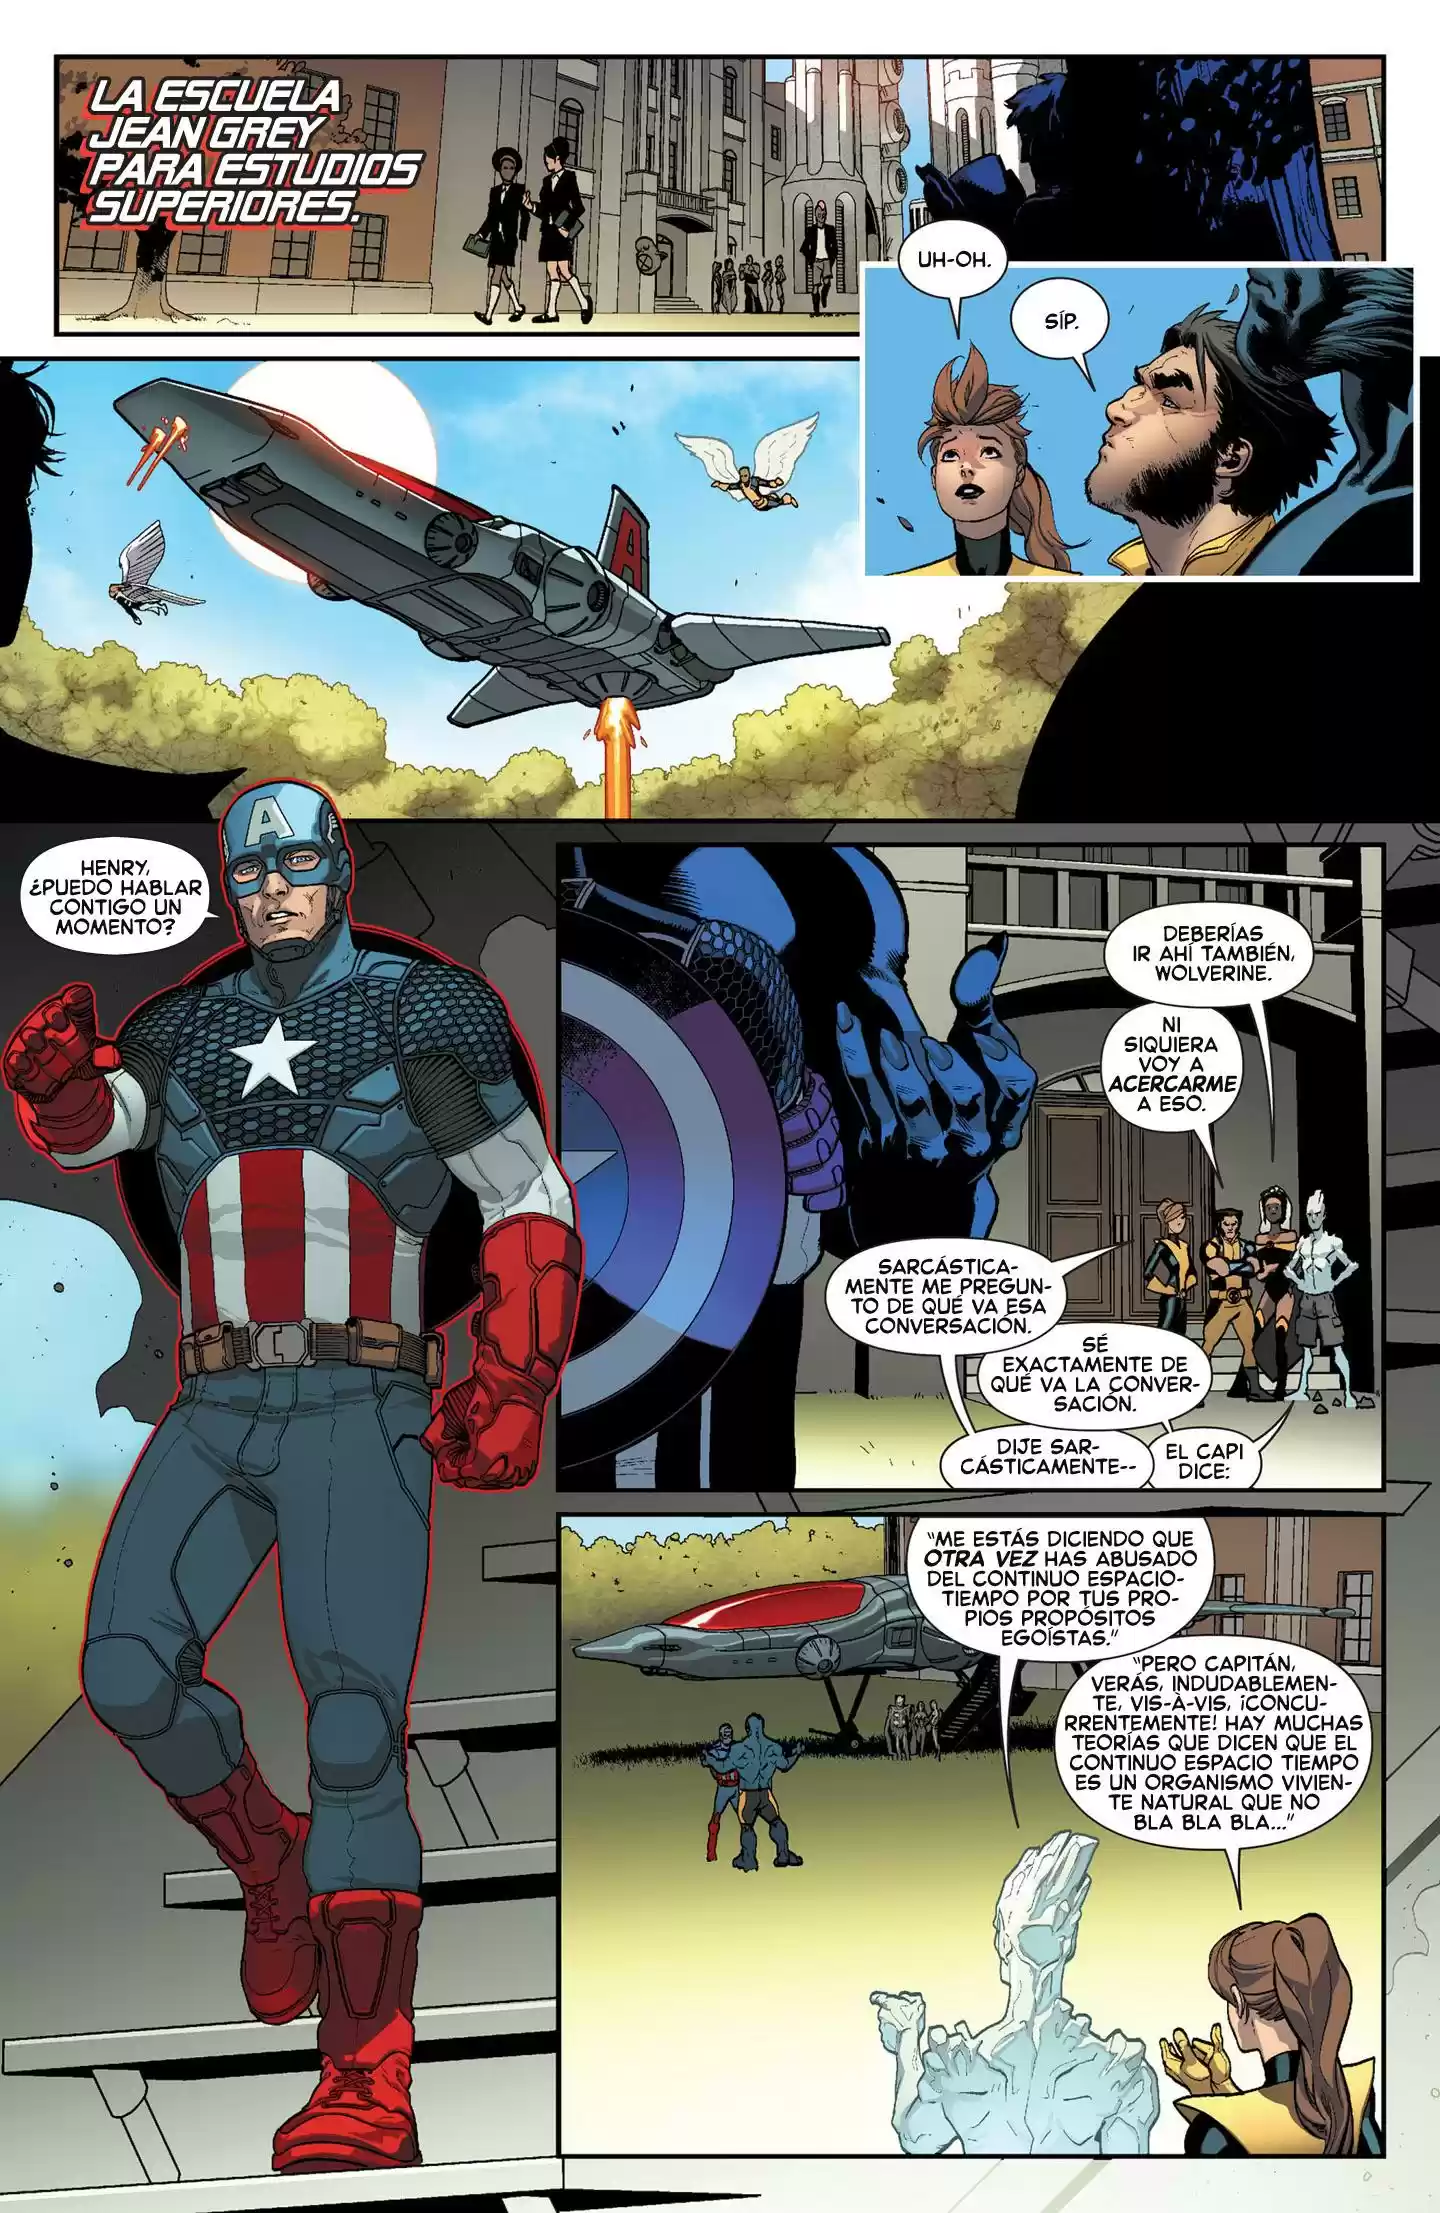 LA ESCUELA
JEAN GREY
PARA ESTUDIOS
SUPERIORES.
UH-OH.
SÍP.
A
HENRY,
¿PUEDO HABLAR
CONTIGO UN
MOMENTO?
A
DEBERÍAS
IR AHÍ TAMBIÉN,
WOLVERINE.
NI
SIQUIERA
VOY A
ACERCARME
A ESO.
SARCÁSTICA-
MENTE ME PREGUN-
TO DE QUÉ VA ESA
CONVERSACIÓN.
SÉ
EXACTAMENTE DE
QUÉ VA LA CONVER-
SACIÓN.
DIJE SAR-
CÁSTICAMENTE--
EL CAPI
DICE:
“ME ESTÁS DICIENDO QUE
OTRA VEZ HAS ABUSADO
DEL CONTINUO ESPACIO-
TIEMPO POR TUS PRO-
PIOS PROPÓSITOS
EGOÍSTAS.”
“PERO CAPITÁN,
VERÁS, INDUDABLEMEN-
TE, VIS-À-VIS, ¡CONCU-
RRENTEMENTE! HAY MUCHAS
TEORÍAS QUE DICEN QUE EL
CONTINUO ESPACIO TIEMPO
ES UN ORGANISMO VIVIEN-
TE NATURAL QUE NO
BLA BLA BLA...”